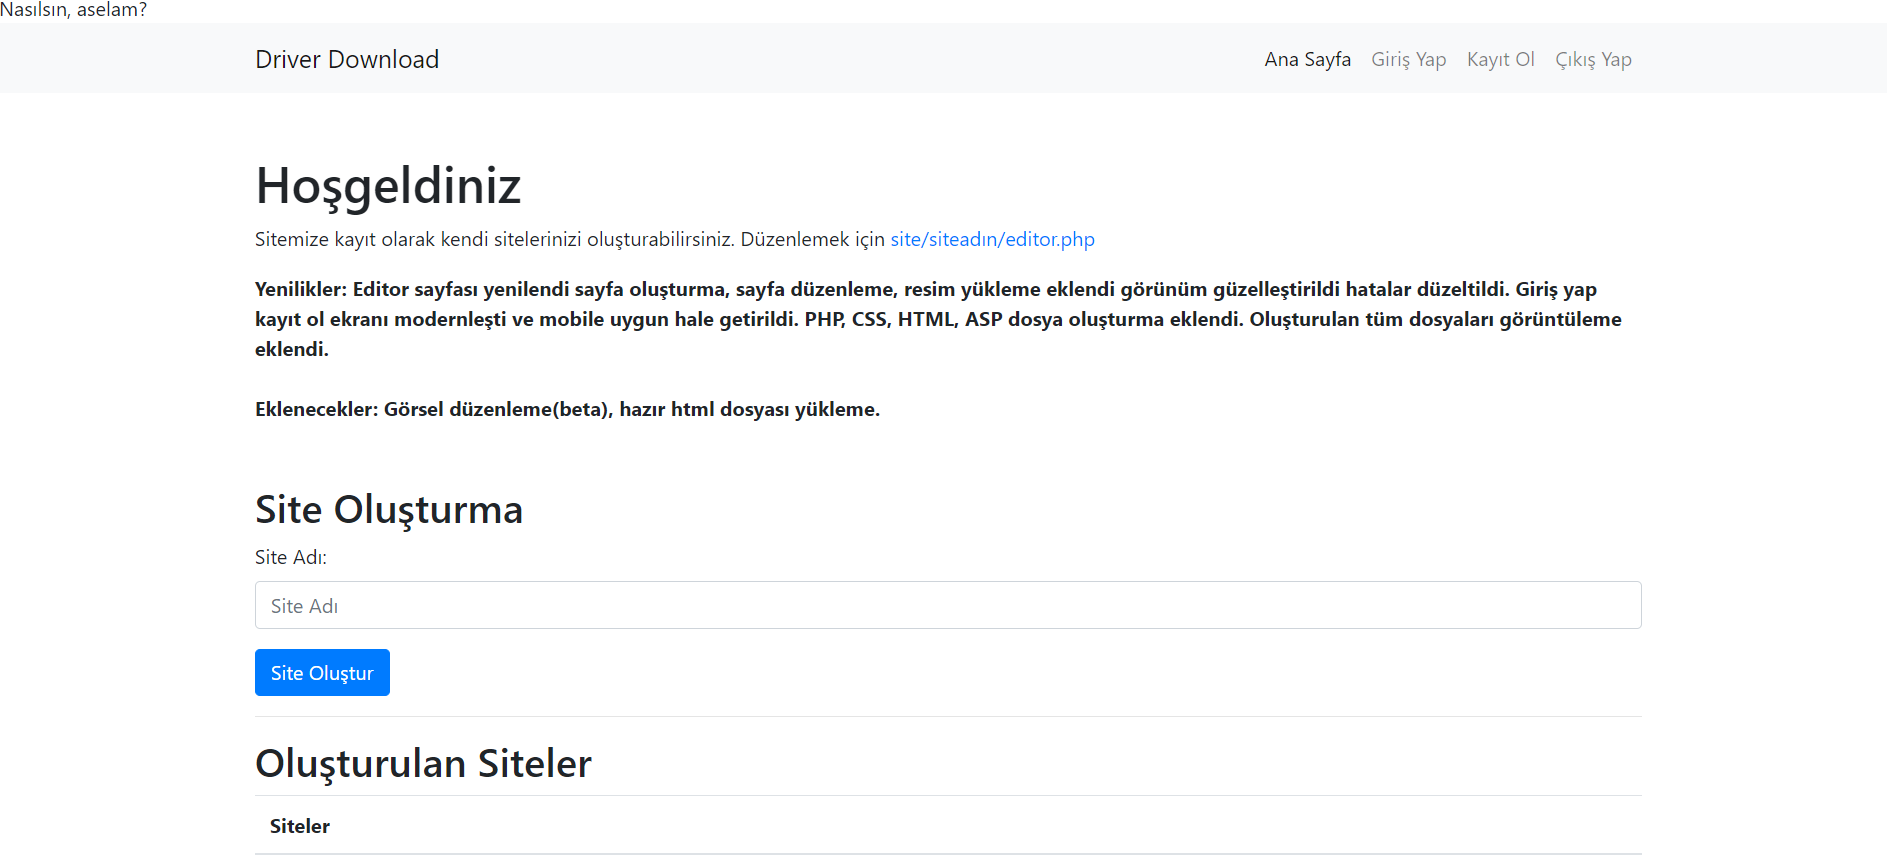 Nasılsın, aselam?
Driver Download
Ana Sayfa Giriş Yap Kayıt Ol Çıkış Yap
Hoşgeldiniz
Sitemize kayıt olarak kendi sitelerinizi oluşturabilirsiniz. Düzenlemek için site/siteadın/editor.php
Yenilikler: Editor sayfası yenilendi sayfa oluşturma, sayfa düzenleme, resim yükleme eklendi görünüm güzelleştirildi hatalar düzeltildi. Giriş yap
kayıt ol ekranı modernleşti ve mobile uygun hale getirildi. PHP, CSS, HTML, ASP dosya oluşturma eklendi. Oluşturulan tüm dosyaları görüntüleme
eklendi.
Eklenecekler: Görsel düzenleme(beta), hazır html dosyası yükleme.
Site Oluşturma
Site Adı:
Site Adı
Site Oluştur
Oluşturulan Siteler
Siteler